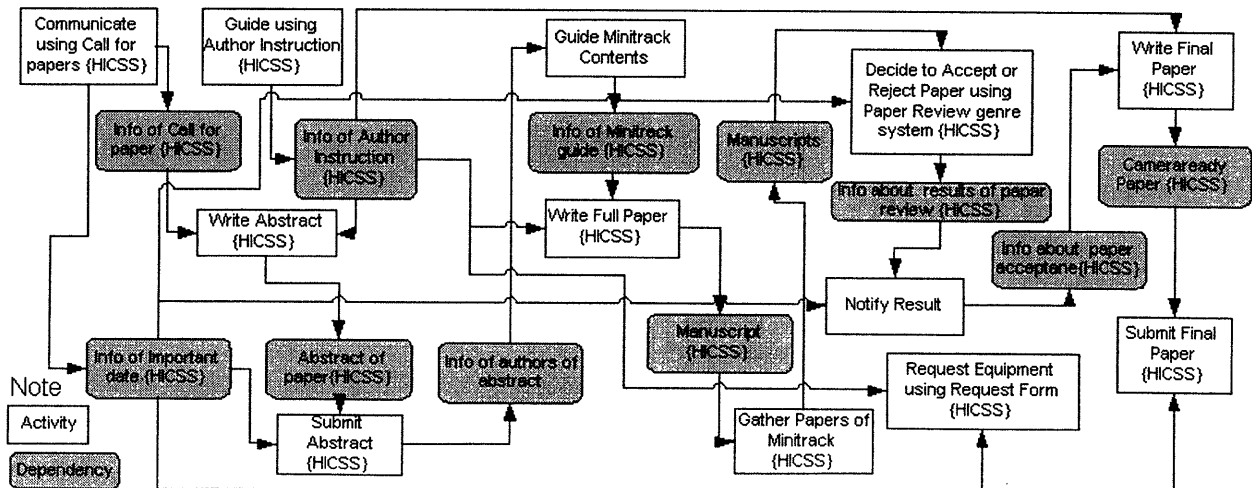 Communicate
using Call for
papers {HICSS}
Guide using
Author Instruction
{HICSS}
Guide Minitrack
Contents
Decide to Accept or
Reject Paper using
Paper Review genre
system {HICSS}
Write Final
Paper
{HICSS}
Info of Call for
paper {HICSS}
Info of Author
Instruction
{HICSS}
Info of Minitrack
guide {HICSS}
Manuscripts
{HICSS}
Cameraready
Paper {HICSS}
Info about results of papar
review {HICSS}
Write Abstract
{HICSS}
Write Full Paper
{HICSS}
Info about paper
acceptane{HICSS}
Notify Result
Info of Important
date {HICSS}
Abstract of
paper{HICSS}
Info of authors of
abstract
Manuscript
{HICSS}
Submit Final
Paper
{HICSS}
Request Equipment
using Request Form
{HICSS}
Submit
Abstract
{HICSS}
Gather Papers of
Minitrack
{HICSS}
Note
Activity
Dependency